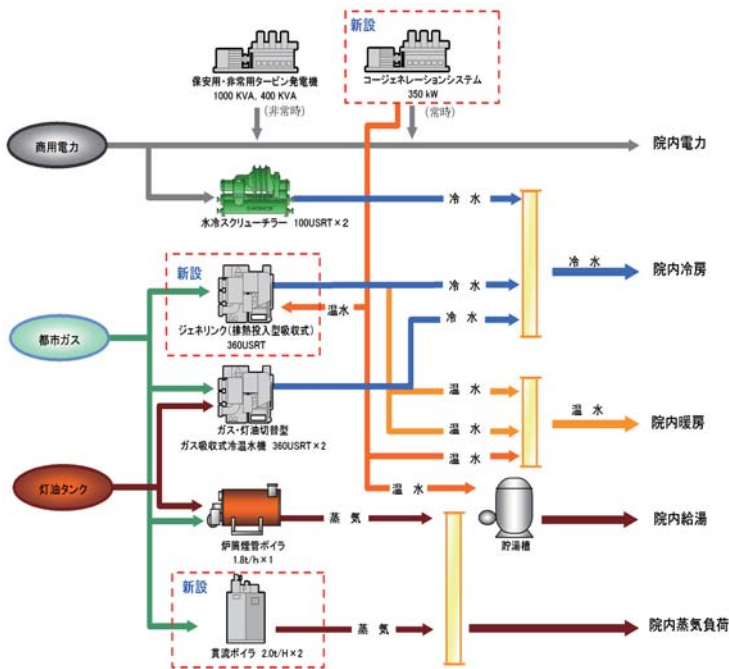 新設
保安用・非常用タービン発電機
1000 KVA, 400 KVA
(非常時)
コージェネレーションシステム
350 kW
(常時)
商用電力
院内電力
水冷スクリューチラー 100USRT×2
冷 水
新設
冷 水
冷 水
院内冷房
温水
冷 水
ジェネリンク(排熱投入型吸収式)
360USRT
都市ガス
温 水
温 水
院内暖房
ガス・灯油切替型
ガス吸収式冷温水機 360USRT×2
温 水
温 水
灯油タンク
温 水
蒸 気
院内給湯
貯湯槽
炉筒煙管ボイラ
1.8t/h×1
新設
蒸 気
院内蒸気負荷
貫流ボイラ 2.0t/H×2